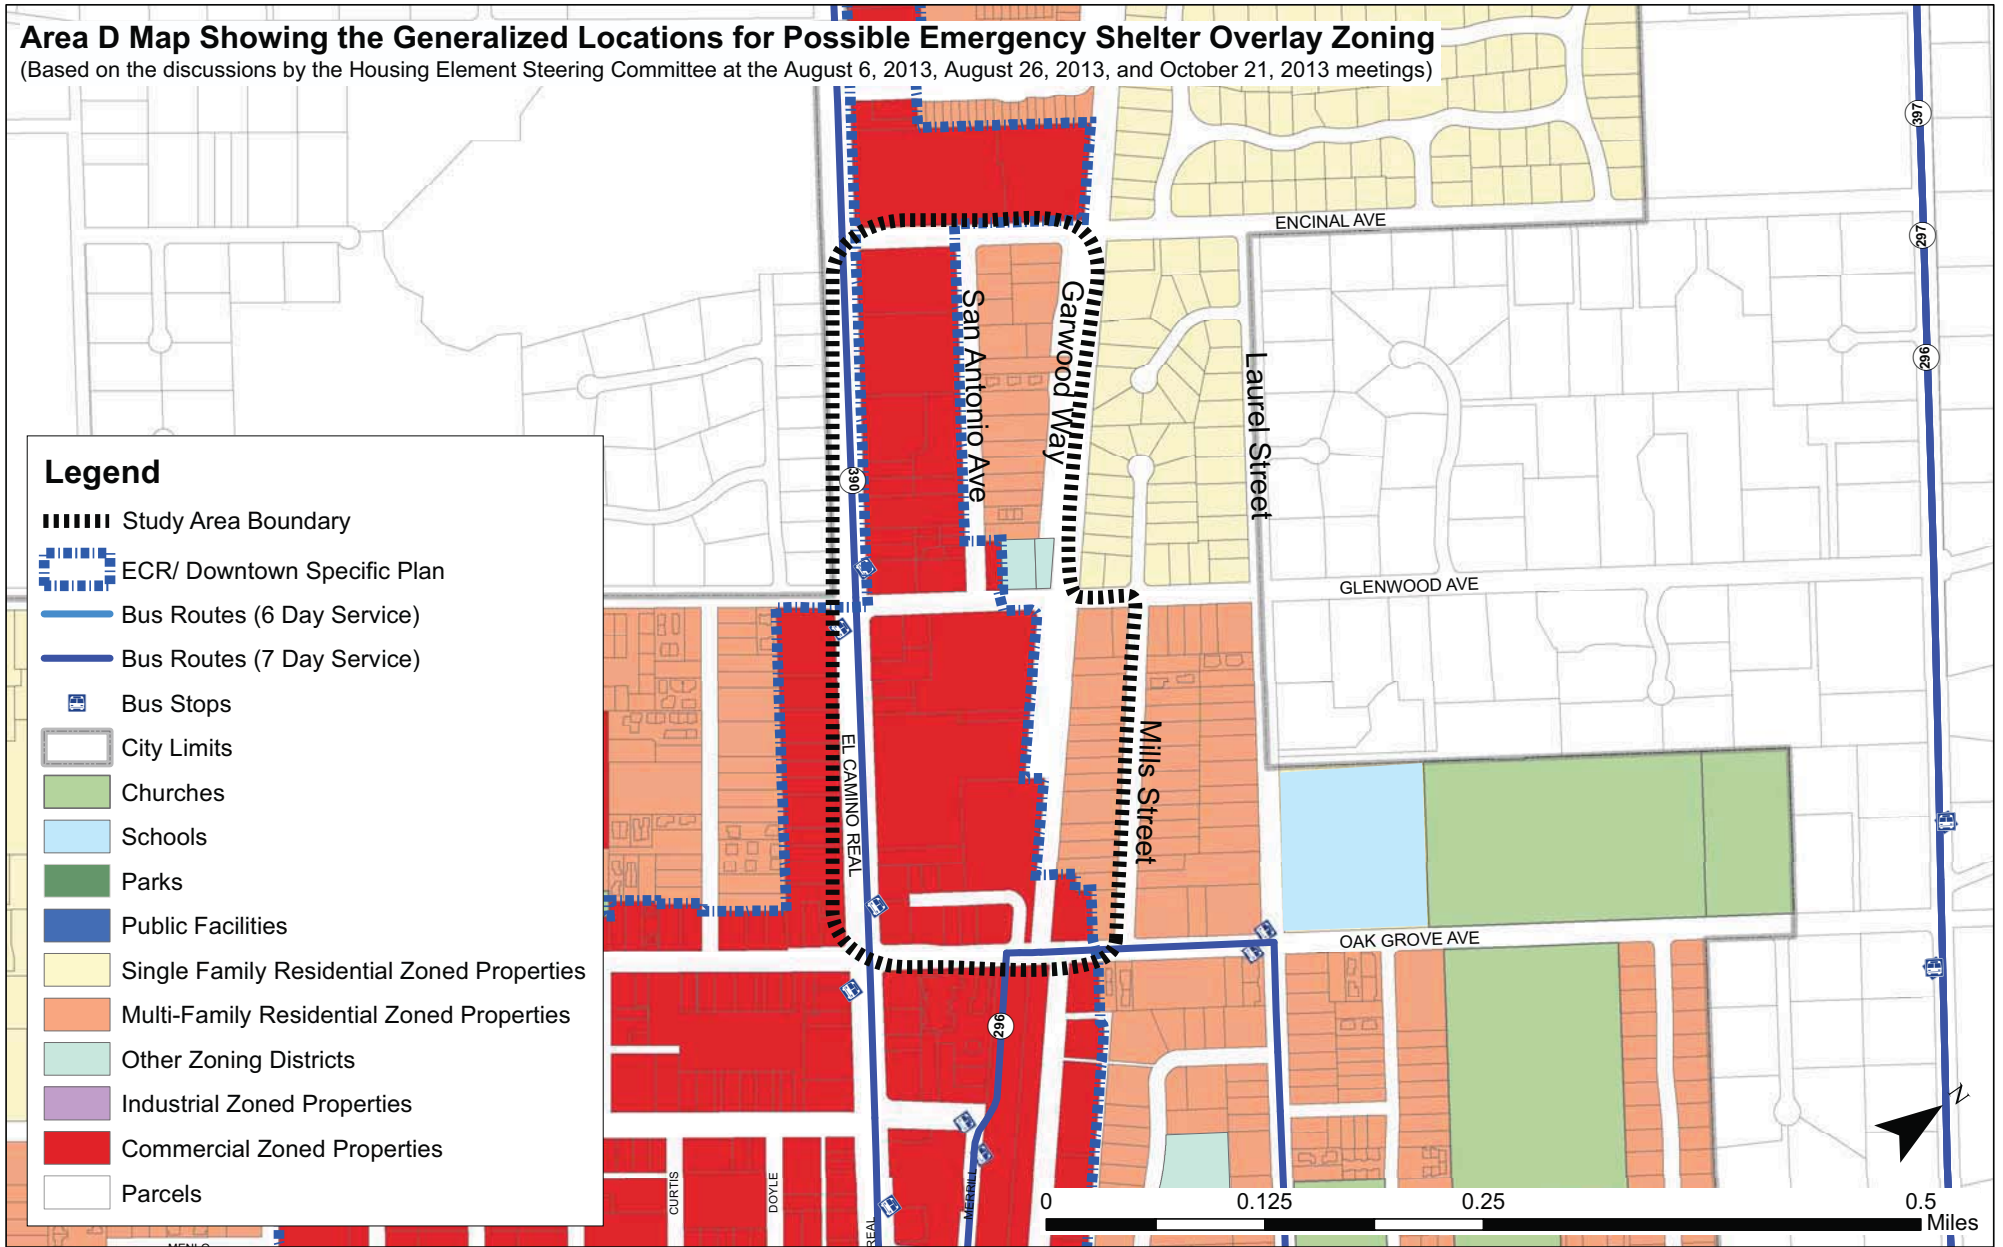 Area D Map Showing the Generalized Locations for Possible Emergency Shelter Overlay Zoning
(Based on the discussions by the Housing Element Steering Committee at the August 6, 2013, August 26, 2013, and October 21, 2013 meetings)
397
ENCINAL AVE
297
San Antonio Ave
Garwood Way
Laurel Street
296
390
GLENWOOD AVE
EL CAMINO REAL
Mills Street
OAK GROVE AVE
296
Legend
Study Area Boundary
ECR/ Downtown Specific Plan
Bus Routes (6 Day Service)
Bus Routes (7 Day Service)
Bus Stops
City Limits
Churches
Schools
Parks
Public Facilities
Single Family Residential Zoned Properties
Multi-Family Residential Zoned Properties
Other Zoning Districts
Industrial Zoned Properties
Commercial Zoned Properties
Parcels
CURTIS
DOYLE
REAL
MERRILL
N
0 0.125 0.25 0.5
Miles